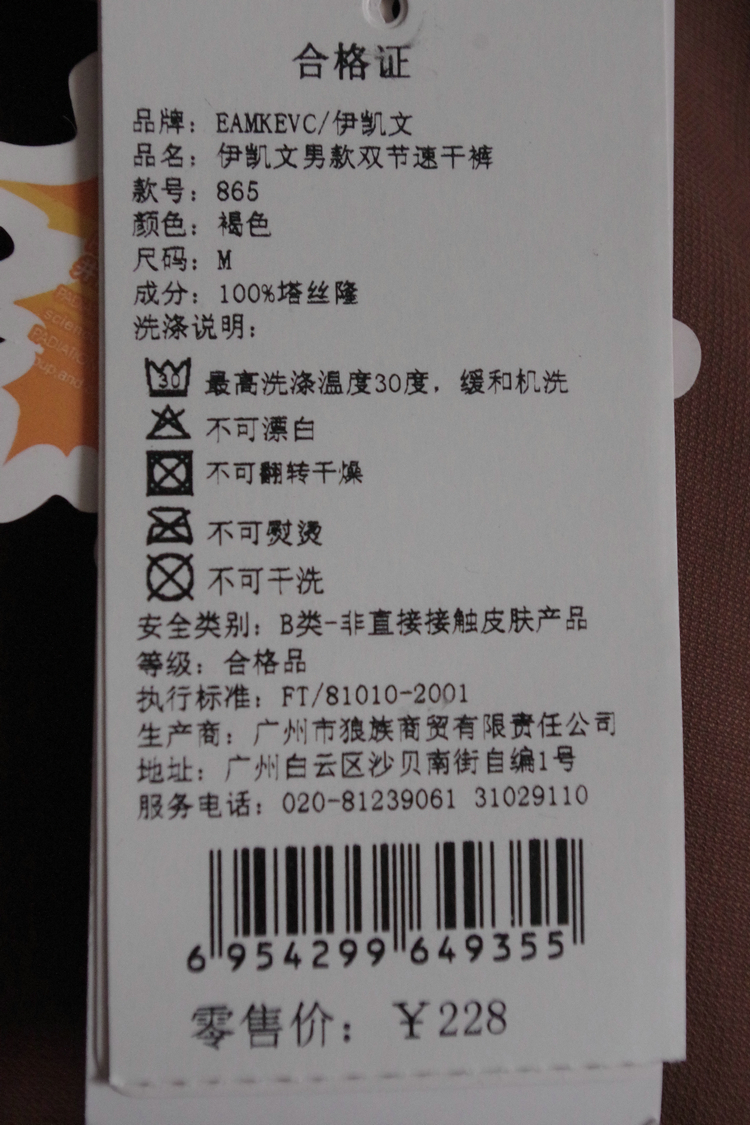 合格证
品牌：EAMKEVC/伊凯文
品名：伊凯文男款双节速干裤
款号：865
颜色：褐色
尺码：M
成分：100%塔丝隆
洗涤说明：
30 最高洗涤温度30度，缓和机洗
不可漂白
不可翻转干燥
不可熨烫
不可干洗
安全类别：B类-非直接接触皮肤产品
等级：合格品
执行标准：FT/81010-2001
生产商：广州市狼族商贸有限责任公司
地址：广州白云区沙贝南街自编1号
服务电话：020-81239061 31029110
6 954299 649355
零售价：￥228